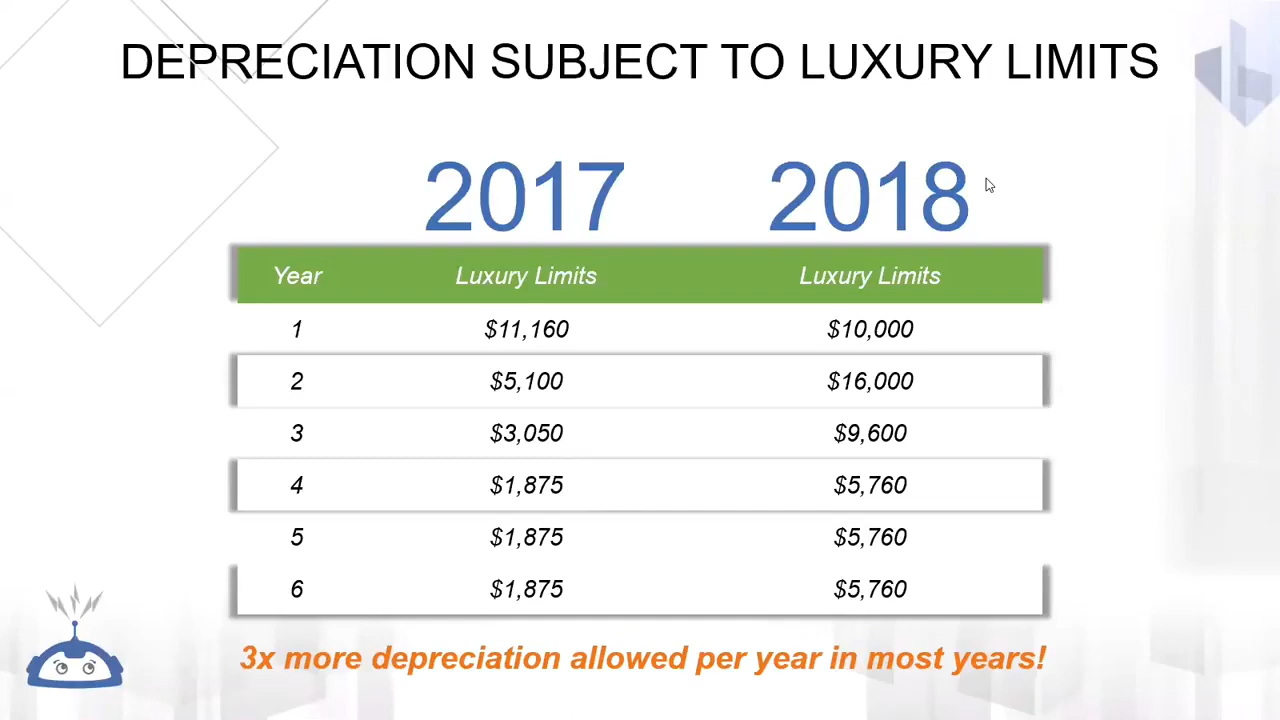 DEPRECIATION SUBJECT TO LUXURY LIMITS
2017 2018
Year Luxury Limits Luxury Limits
1 $11,160 $10,000
2 $5,100 $16,000
3 $3,050 $9,600
4 $1,875 $5,760
5 $1,875 $5,760
6 $1,875 $5,760
3x more depreciation allowed per year in most years!